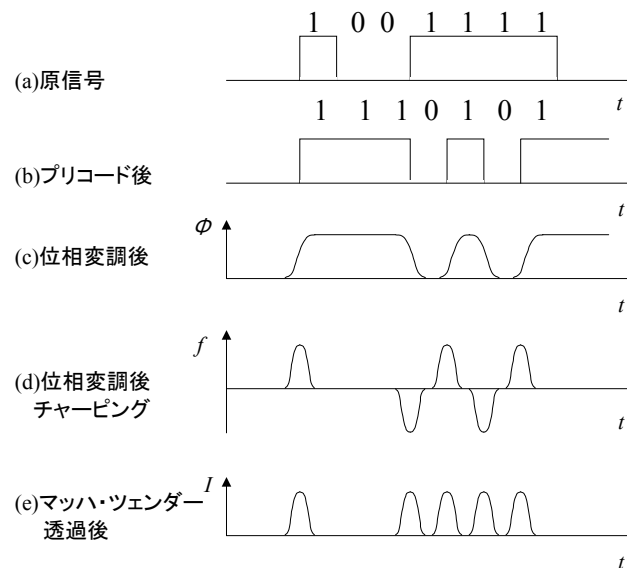 1 0 0 1 1 1 1
(a)原信号
t
1 1 1 0 1 0 1
(b)プリコード後
t
Φ
(c)位相変調後
t
f
(d)位相変調後
チャーピング
t
I
(e)マッハ・ツェンダー
透過後
t